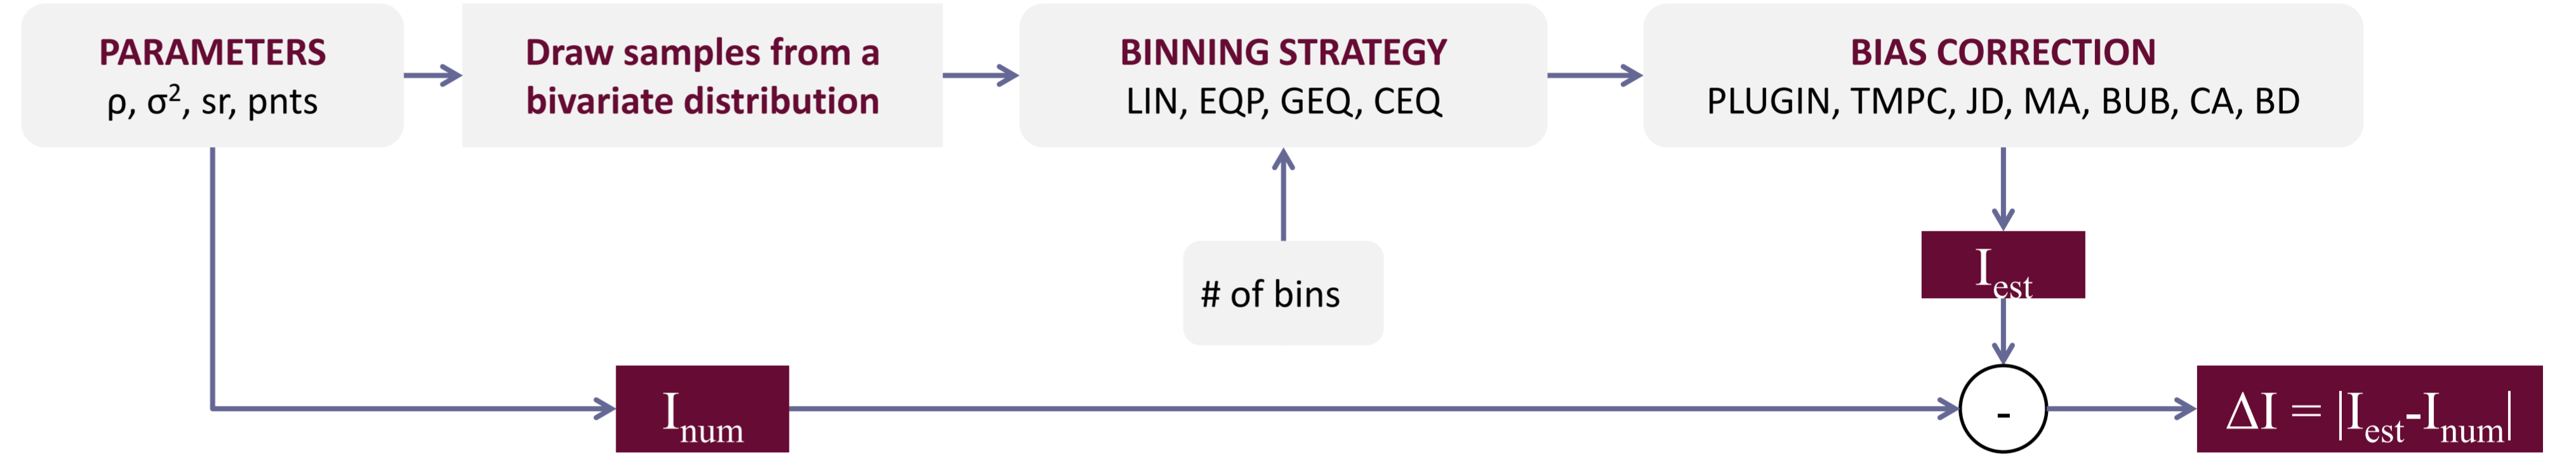 PARAMETERS
ρ, σ², sr, pnts
Draw samples from a
bivariate distribution
BINNING STRATEGY
LIN, EQP, GEQ, CEQ
BIAS CORRECTION
PLUGIN, TMPC, JD, MA, BUB, CA, BD
# of bins
I_est
I_num
-
ΔI = |I_est-I_num|